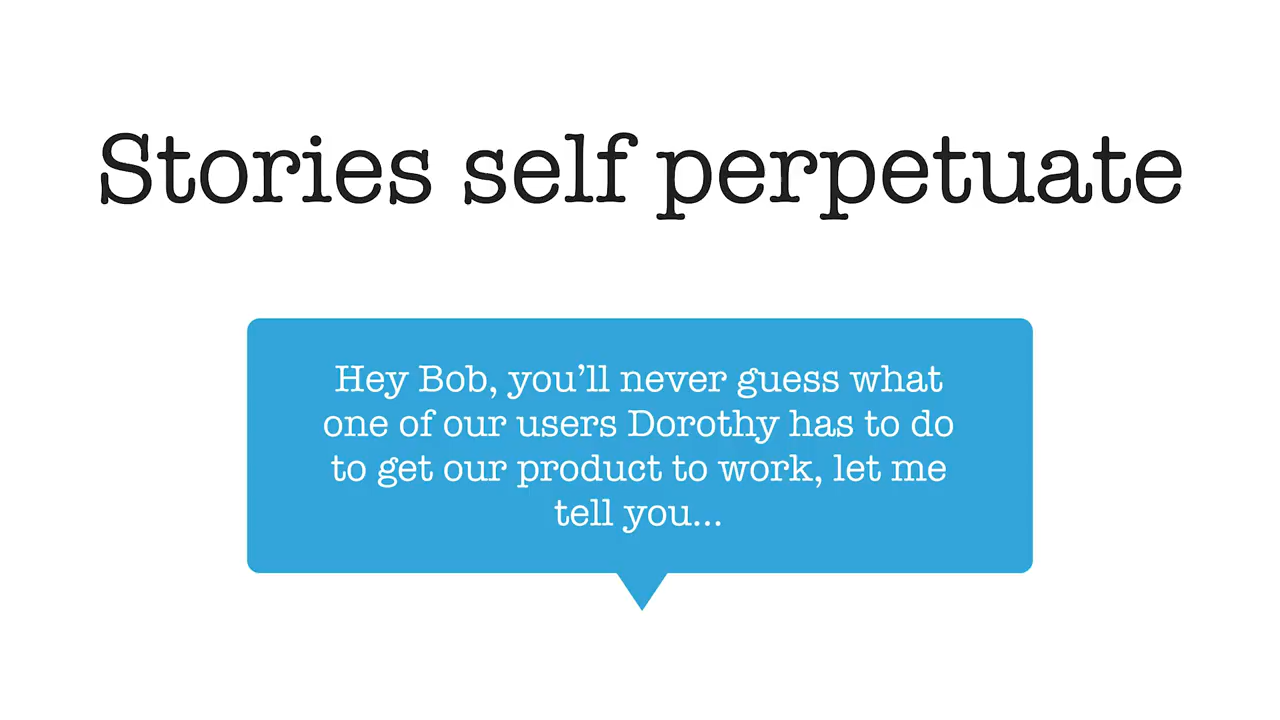 Stories self perpetuate
Hey Bob, you’ll never guess what
one of our users Dorothy has to do
to get our product to work, let me
tell you...